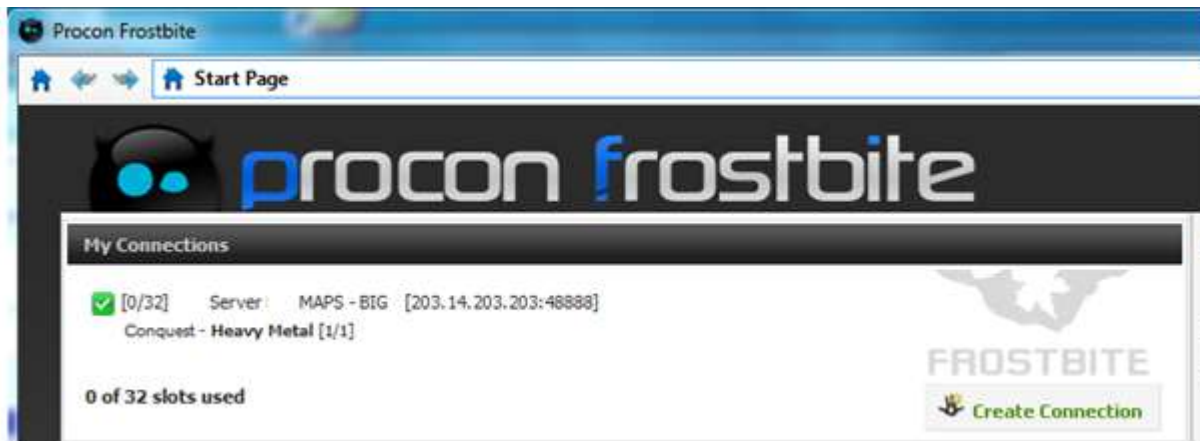 Procon Frostbite
Start Page
procon frostbite
My Connections
[0/32] Server MAPS - BIG [203.14.203.203:48888]
Conquest - Heavy Metal [1/1]
FROSTBITE
0 of 32 slots used
Create Connection